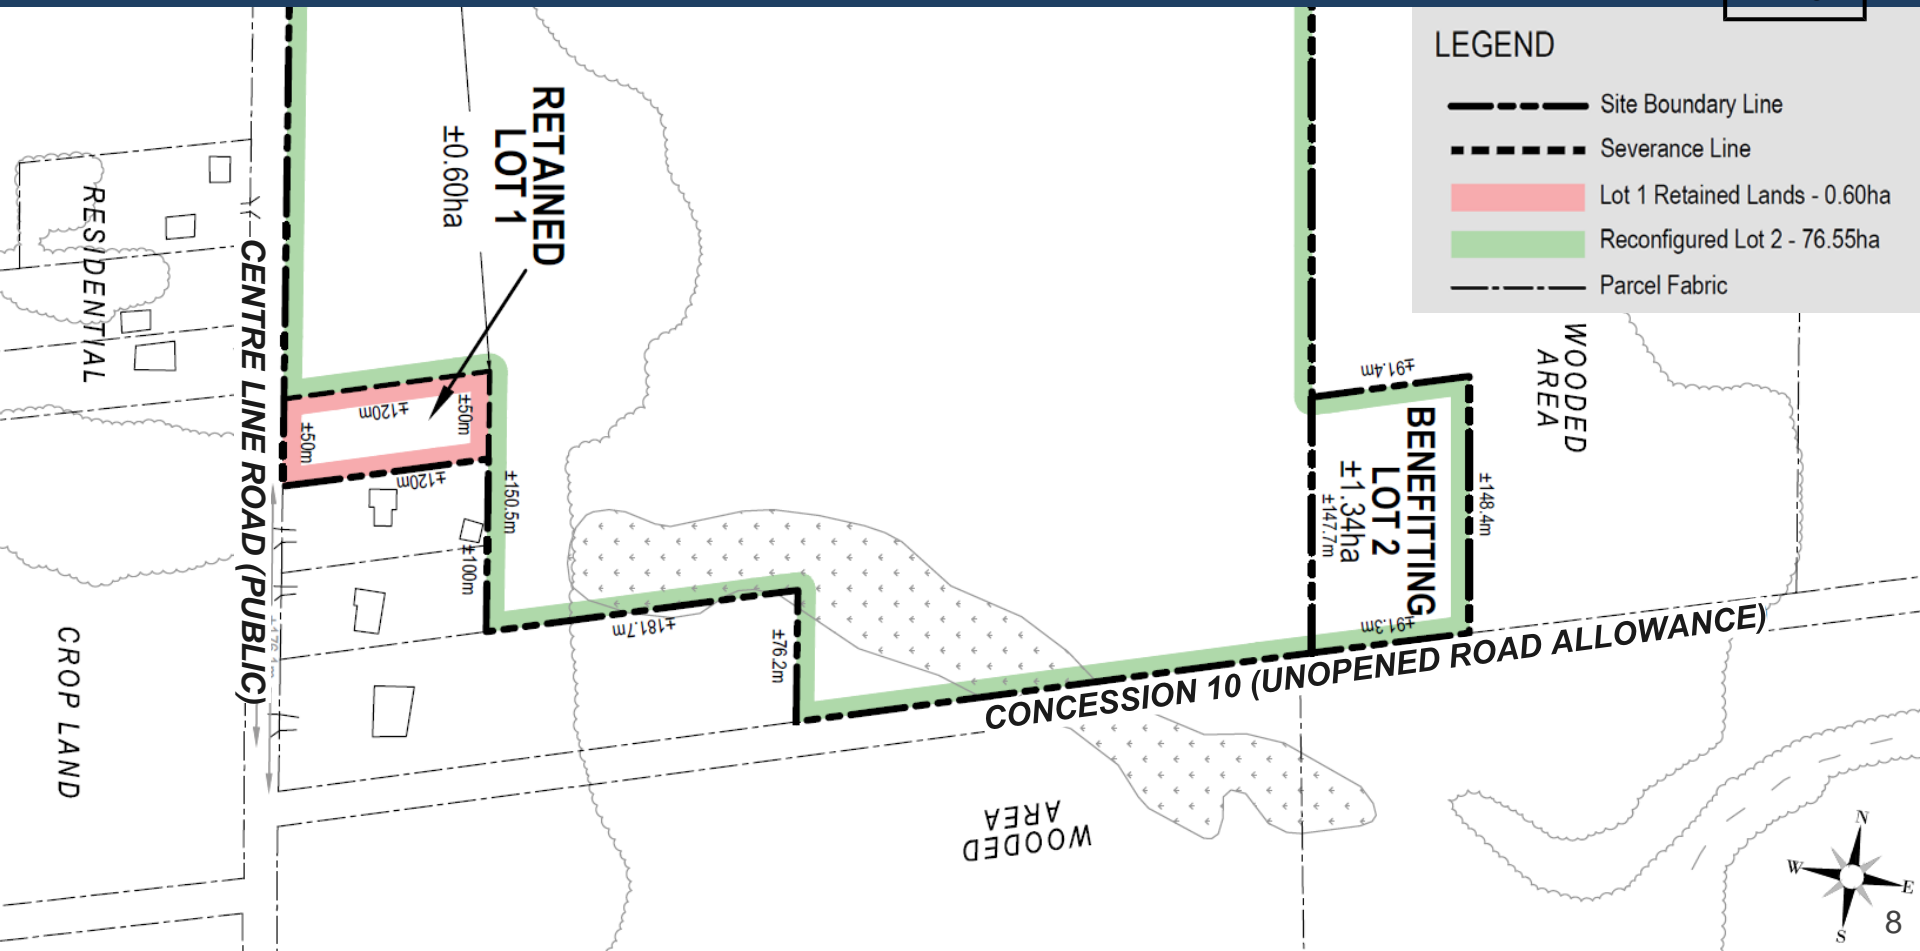 LEGEND
Site Boundary Line
Severance Line
Lot 1 Retained Lands - 0.60ha
Reconfigured Lot 2 - 76.55ha
Parcel Fabric
RETAINED
LOT 1
±0.60ha
RESIDENTIAL
CENTRE LINE ROAD (PUBLIC)
CROP LAND
±120m
±50m
±50m
±120m
±150.5m
±100m
±181.7m
±76.2m
±91.4m
BENEFITTING
LOT 2
±1.34ha
±147.7m
±148.4m
±91.3m
WOODED
AREA
CONCESSION 10 (UNOPENED ROAD ALLOWANCE)
WOODED
AREA
N
W
E
S
8